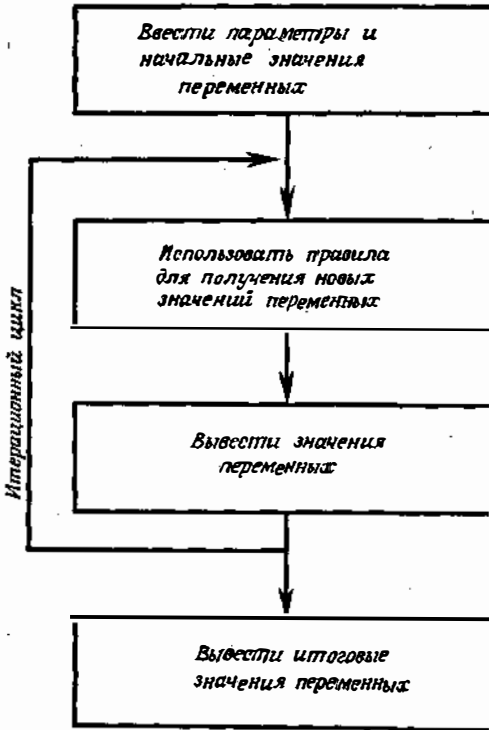 Ввести параметры и
начальные значения
переменных
Использовать правила
для получения новых
значений переменных
Итерационный цикл
Вывести значения
переменных
Вывести итоговые
значения переменных